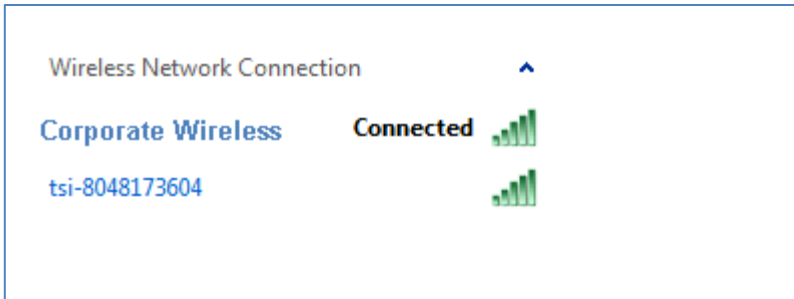 Wireless Network Connection
Corporate Wireless Connected
tsi-8048173604